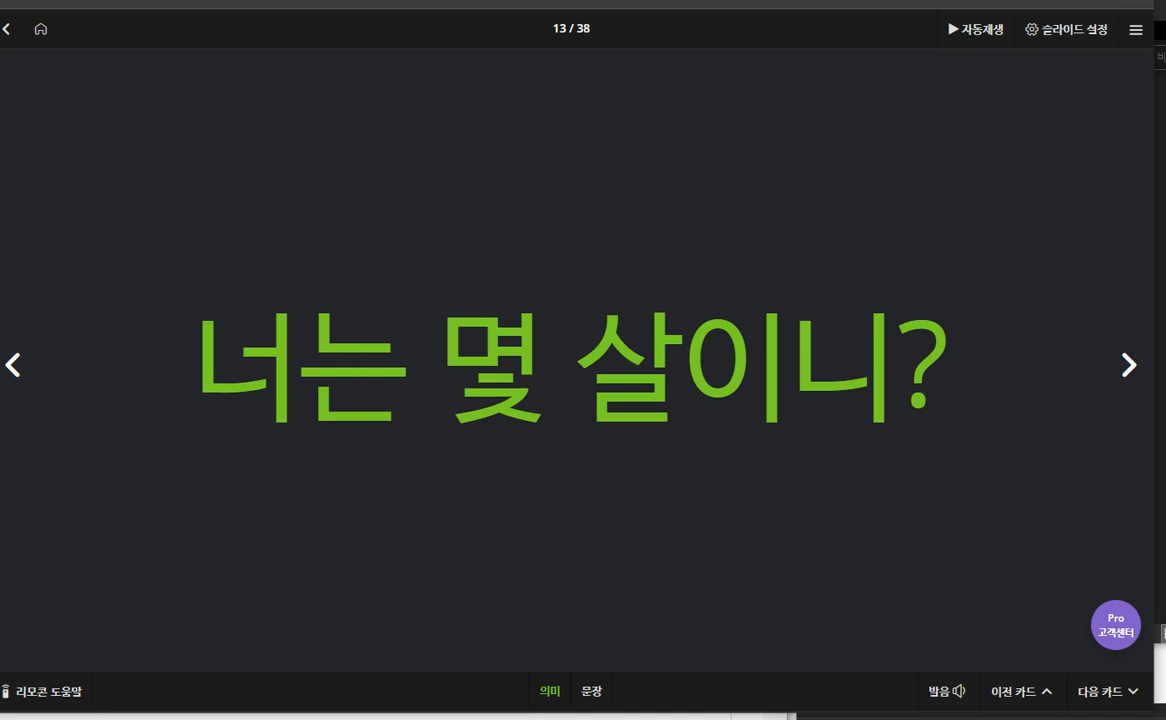 13 / 38
자동재생
슬라이드 설정
너는 몇 살이니?
Pro
고객센터
리모콘 도움말
의미
문장
발음
이전 카드
다음 카드